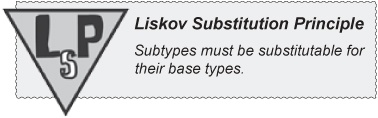 LSP
Liskov Substitution Principle
Subtypes must be substitutable for
their base types.